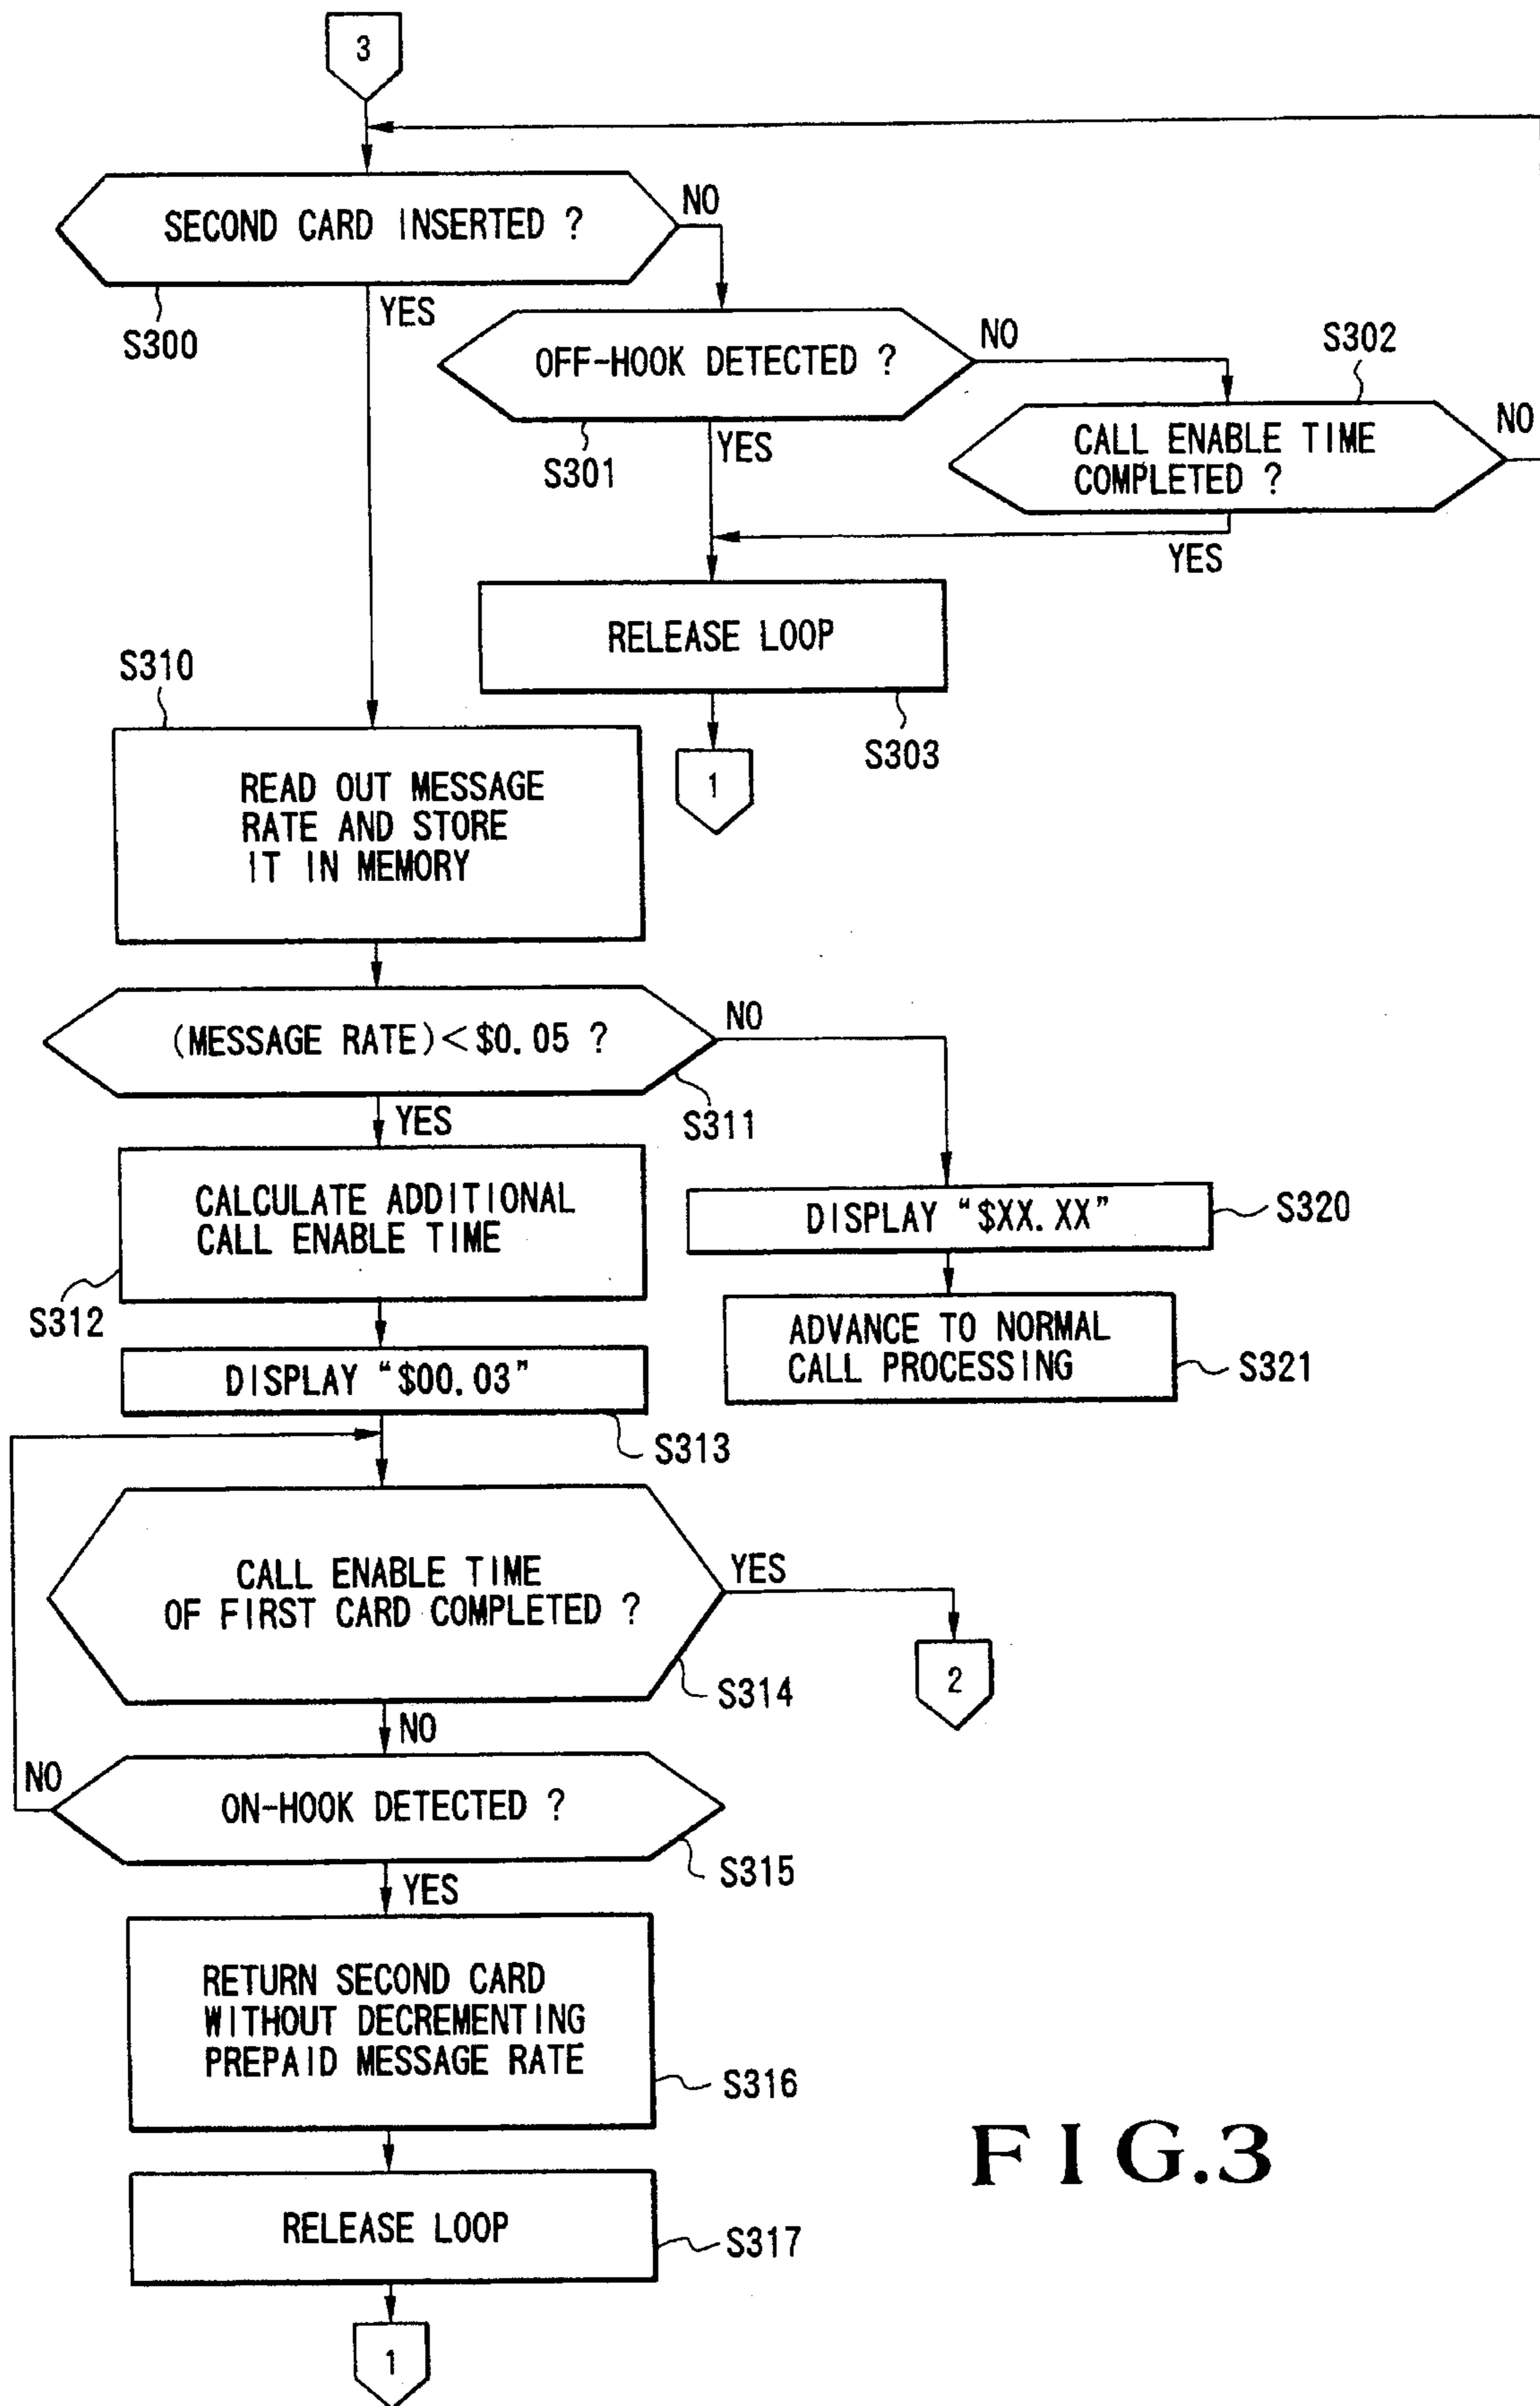 3
SECOND CARD INSERTED ?
NO
YES
S300
OFF-HOOK DETECTED ?
NO
S302
S301
YES
CALL ENABLE TIME
COMPLETED ?
NO
YES
RELEASE LOOP
S303
1
S310
READ OUT MESSAGE
RATE AND STORE
IT IN MEMORY
(MESSAGE RATE)<$0.05 ?
NO
S311
YES
CALCULATE ADDITIONAL
CALL ENABLE TIME
S312
DISPLAY "$XX.XX"
S320
ADVANCE TO NORMAL
CALL PROCESSING
S321
DISPLAY "$00.03"
S313
CALL ENABLE TIME
OF FIRST CARD COMPLETED ?
YES
2
S314
NO
ON-HOOK DETECTED ?
NO
S315
YES
RETURN SECOND CARD
WITHOUT DECREMENTING
PREPAID MESSAGE RATE
S316
RELEASE LOOP
S317
1
FIG.3